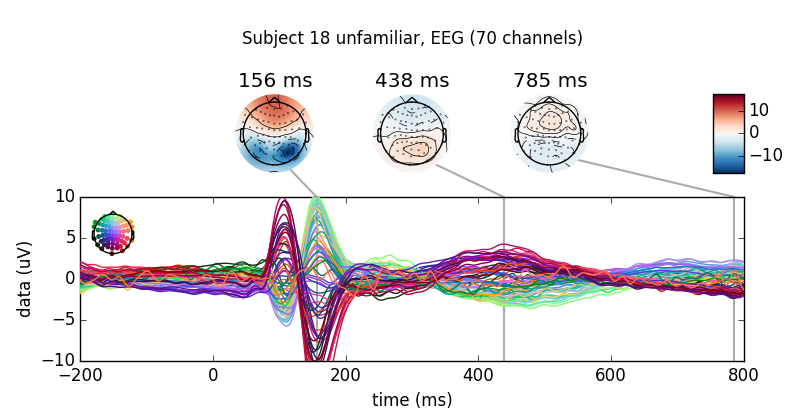 Subject 18 unfamiliar, EEG (70 channels)
156 ms 438 ms 785 ms
10
0
−10
10
5
0
−5
−10
data (uV)
−200 0 200 400 600 800
time (ms)